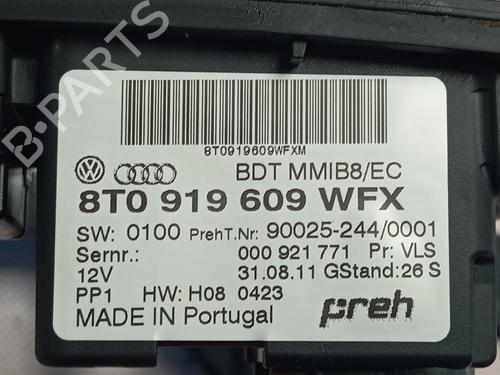 B-PARTS
8T0919609WFXM
BDT MMIB8/EC
8T0 919 609 WFX
SW: 0100 PrehT.Nr: 90025-244/0001
Sernr.: 000 921 771 Pr: VLS
12V 31.08.11 GStand: 26 S
PP1 HW: H08 0423
MADE IN Portugal preh